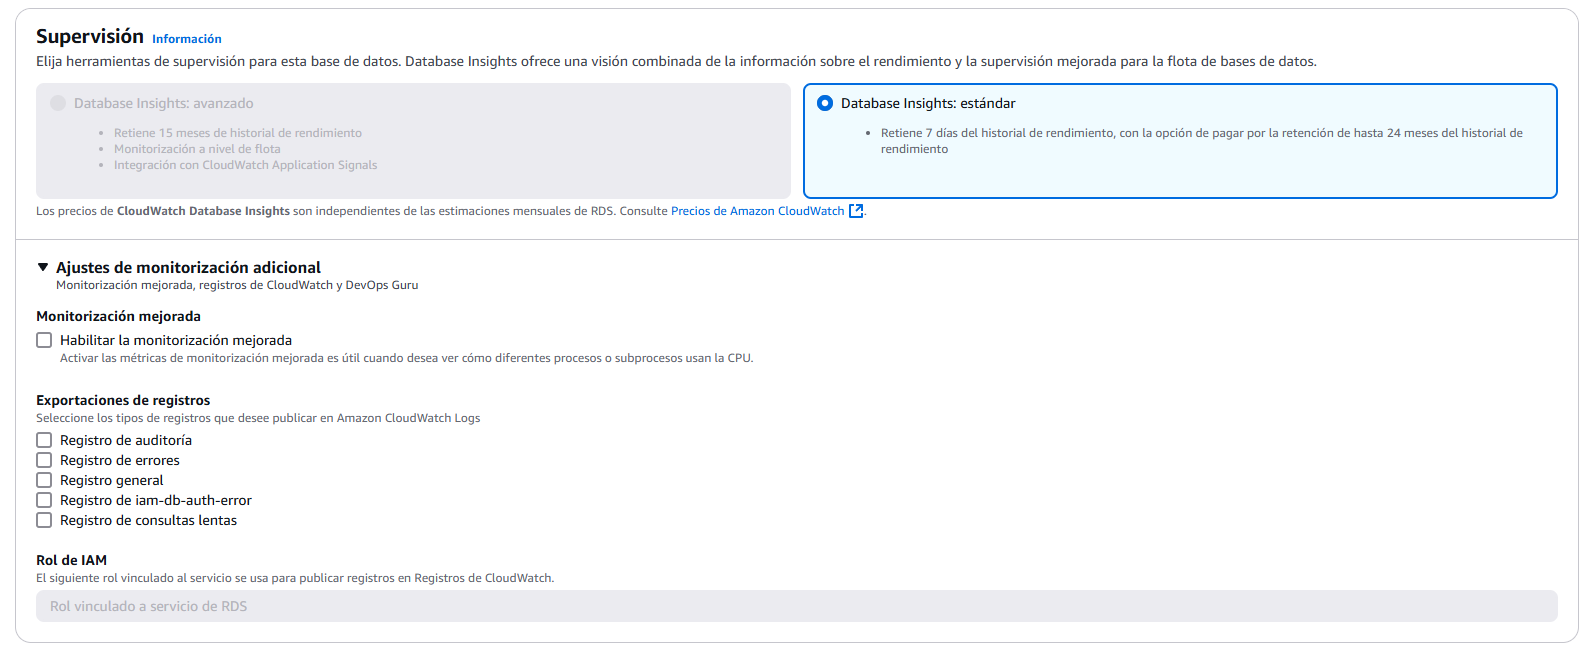 Supervisión Información
Elija herramientas de supervisión para esta base de datos. Database Insights ofrece una visión combinada de la información sobre el rendimiento y la supervisión mejorada para la flota de bases de datos.
Database Insights: avanzado
• Retiene 15 meses de historial de rendimiento
• Monitorización a nivel de flota
• Integración con CloudWatch Application Signals
Database Insights: estándar
• Retiene 7 días del historial de rendimiento, con la opción de pagar por la retención de hasta 24 meses del historial de
rendimiento
Los precios de CloudWatch Database Insights son independientes de las estimaciones mensuales de RDS. Consulte Precios de Amazon CloudWatch.
Ajustes de monitorización adicional
Monitorización mejorada, registros de CloudWatch y DevOps Guru
Monitorización mejorada
Habilitar la monitorización mejorada
Activar las métricas de monitorización mejorada es útil cuando desea ver cómo diferentes procesos o subprocesos usan la CPU.
Exportaciones de registros
Seleccione los tipos de registros que desee publicar en Amazon CloudWatch Logs
Registro de auditoría
Registro de errores
Registro general
Registro de iam-db-auth-error
Registro de consultas lentas
Rol de IAM
El siguiente rol vinculado al servicio se usa para publicar registros en Registros de CloudWatch.
Rol vinculado a servicio de RDS